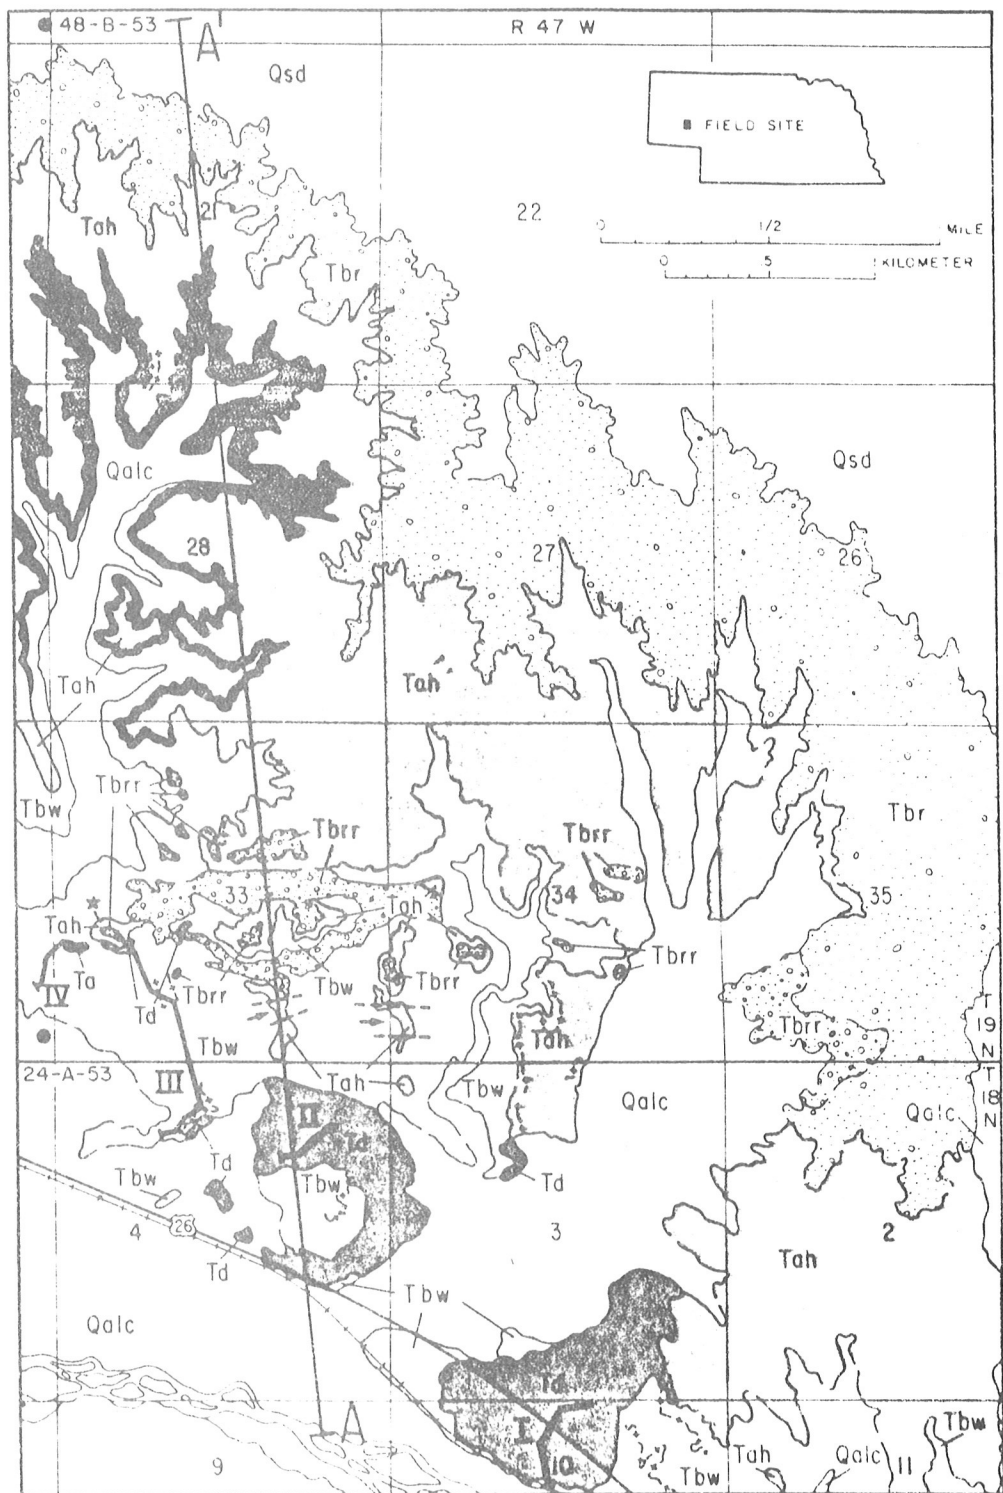 48-B-53
A'
R 47 W
Qsd
FIELD SITE
22
0 1/2 MILE
0 .5 1 KILOMETER
21
Tah
Tbr
Qalc
Qsd
28
27
26
Tah
Tah
Tbrr
Tbw
Tbrr
Tbrr
Tbr
33
34
35
Tah
Tah
Tbrr
IV
Ta
Td
Tbrr
Tbw
Tbrr
Tbrr
T 19 N
Tbw
Tah
24-A-53
III
Tah
Tbw
Qalc
T 18 N
Qalc
II
Td
Td
Tbw
Tbw
Td
4
26
3
2
Td
Tah
Tbw
Qalc
Td
A
I
10
9
Tbw
Tah
Qalc
11
Tbw